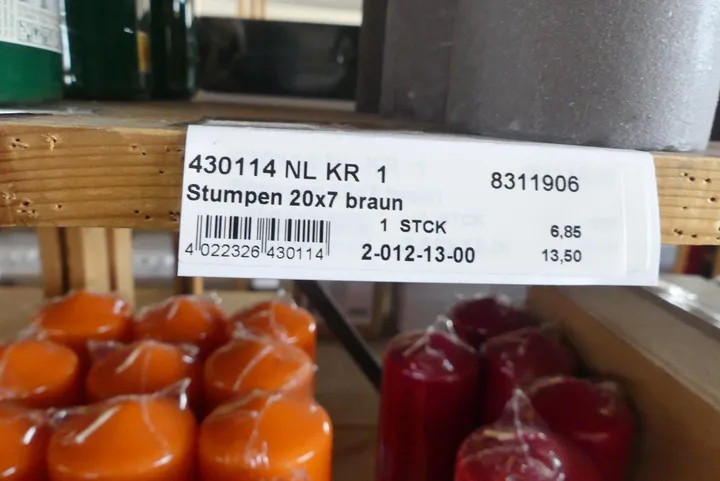 430114 NL KR 1
8311906
Stumpen 20x7 braun
1 STCK
6,85
4 022326 430114
2-012-13-00
13,50